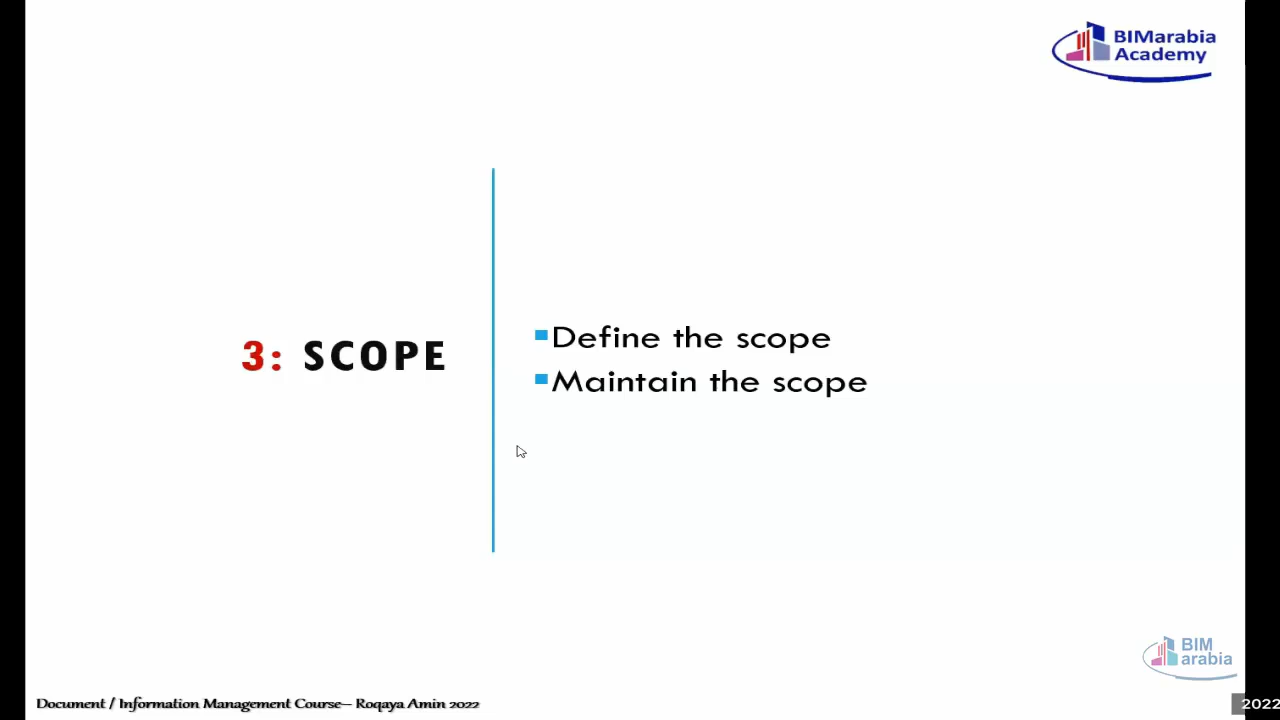 BIMarabia
Academy
3: SCOPE
Define the scope
Maintain the scope
BIM
arabia
Document / Information Management Course– Roqaya Amin 2022
2022